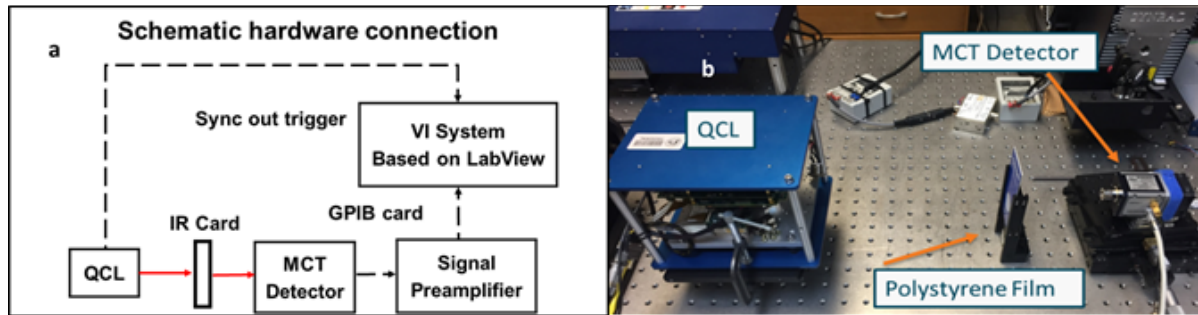 Schematic hardware connection
a
Sync out trigger
VI System
Based on LabView
IR Card
GPIB card
QCL
MCT
Detector
Signal
Preamplifier
b
MCT Detector
QCL
Polystyrene Film